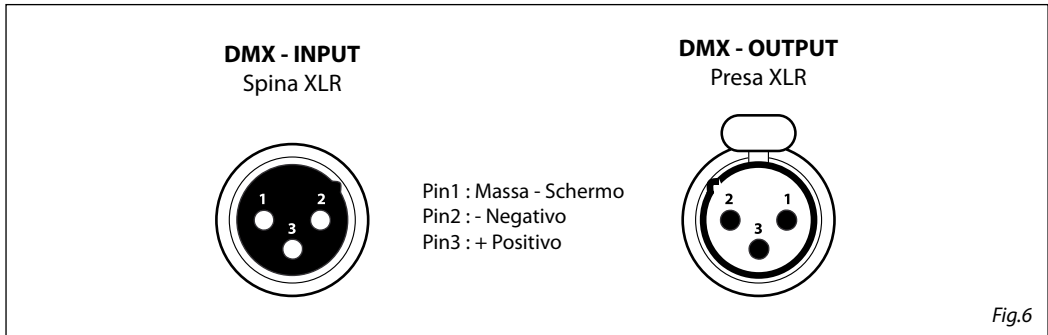 DMX - INPUT
Spina XLR
DMX - OUTPUT
Presa XLR
1
2
3
Pin1 : Massa - Schermo
Pin2 : - Negativo
Pin3 : + Positivo
2
1
3
Fig.6